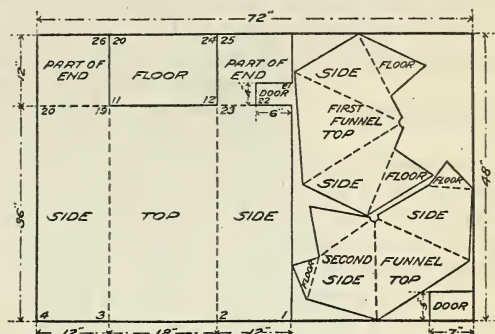 72"
26 20 24 25
PART OF END
FLOOR
PART OF END
SIDE
FLOOR
12"
21
DOOR
22
6"
11 12
20 19 23
FIRST FUNNEL TOP
48"
SIDE
FLOOR
FLOOR
36"
SIDE
TOP
SIDE
SIDE
SECOND SIDE
FUNNEL TOP
FLOOR
DOOR
4 3 2 1
12" 18" 12"
7"